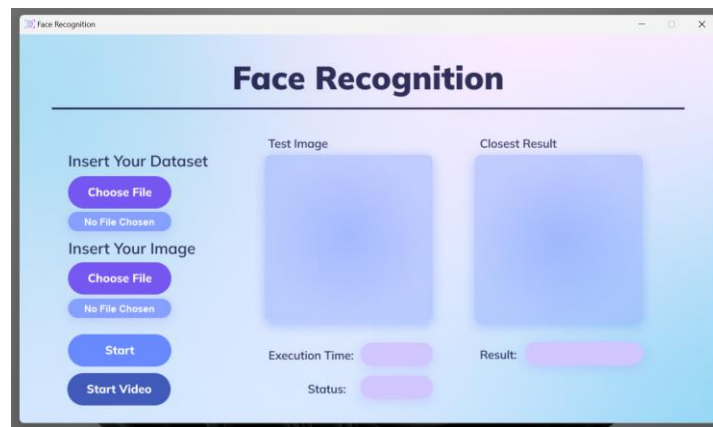 Face Recognition
Face Recognition
Insert Your Dataset
Choose File
No File Chosen
Insert Your Image
Choose File
No File Chosen
Start
Start Video
Test Image
Closest Result
Execution Time:
Status:
Result: